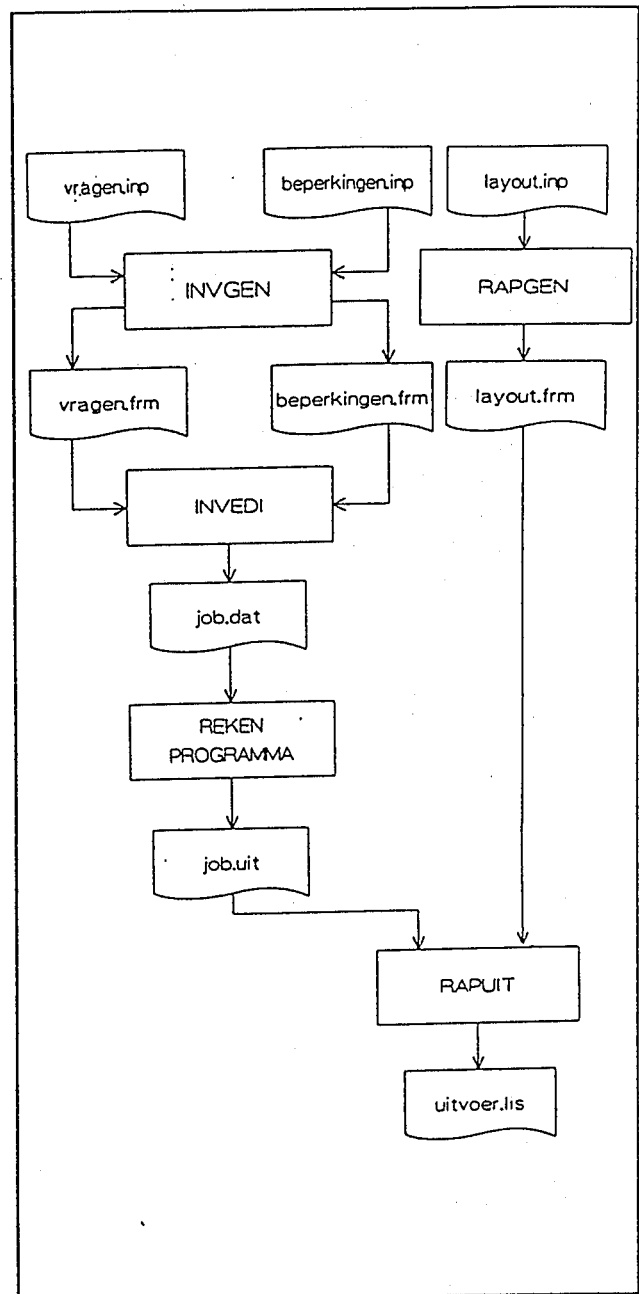 vragen.inp
beperkingen.inp
layout.inp
INVGEN
RAPGEN
vragen.frm
beperkingen.frm
layout.frm
INVEDI
job.dat
REKEN
PROGRAMMA
job.uit
RAPUIT
uitvoer.lis